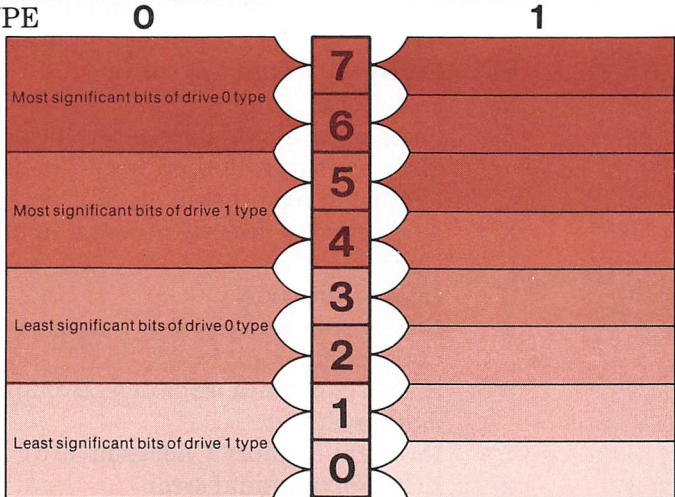 PE 0 1
7
Most significant bits of drive 0 type
6
5
Most significant bits of drive 1 type
4
3
Least significant bits of drive 0 type
2
1
Least significant bits of drive 1 type
0